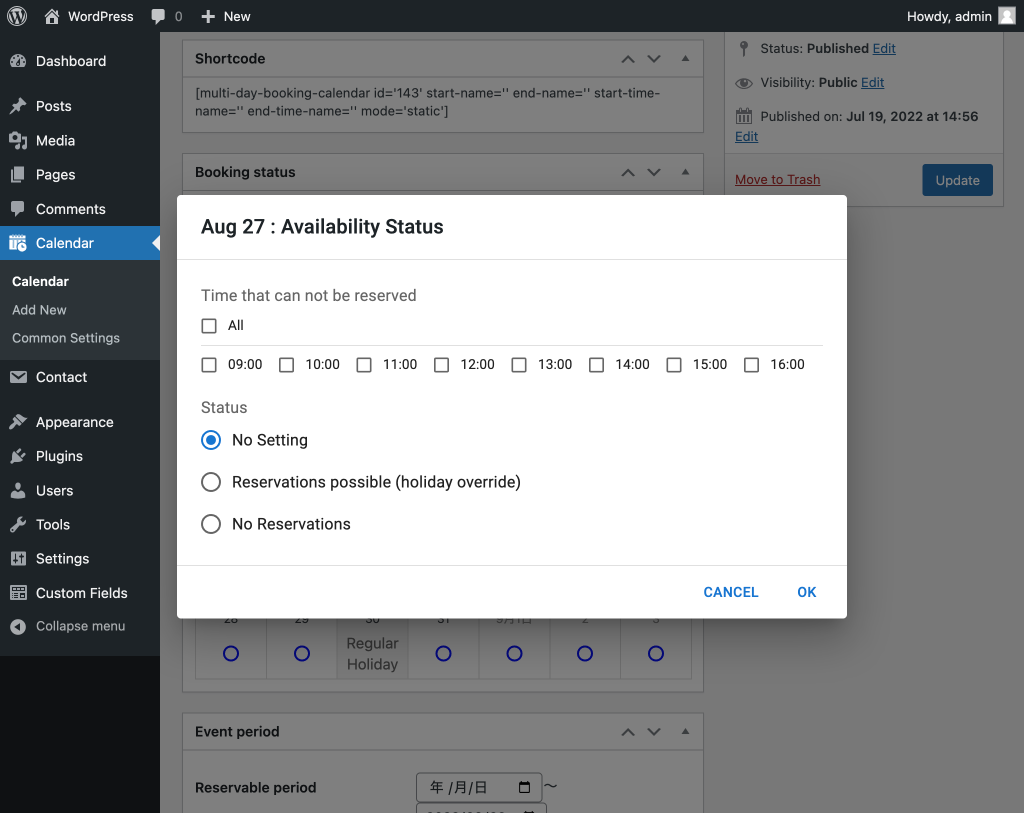 WordPress 0 New Howdy, admin
Dashboard
Posts
Media
Pages
Comments
Calendar
Calendar
Add New
Common Settings
Contact
Appearance
Plugins
Users
Tools
Settings
Custom Fields
Collapse menu
Shortcode
[multi-day-booking-calendar id='143' start-name='' end-name='' start-time-
name='' end-time-name='' mode='static']
Booking status
Status: Published Edit
Visibility: Public Edit
Published on: Jul 19, 2022 at 14:56
Edit
Move to Trash Update
Aug 27 : Availability Status
Time that can not be reserved
All
09:00 10:00 11:00 12:00 13:00 14:00 15:00 16:00
Status
No Setting
Reservations possible (holiday override)
No Reservations
CANCEL OK
28 29 30 31 9月1日 2 3
Regular
Holiday
Event period
Reservable period 年 /月/日 〜